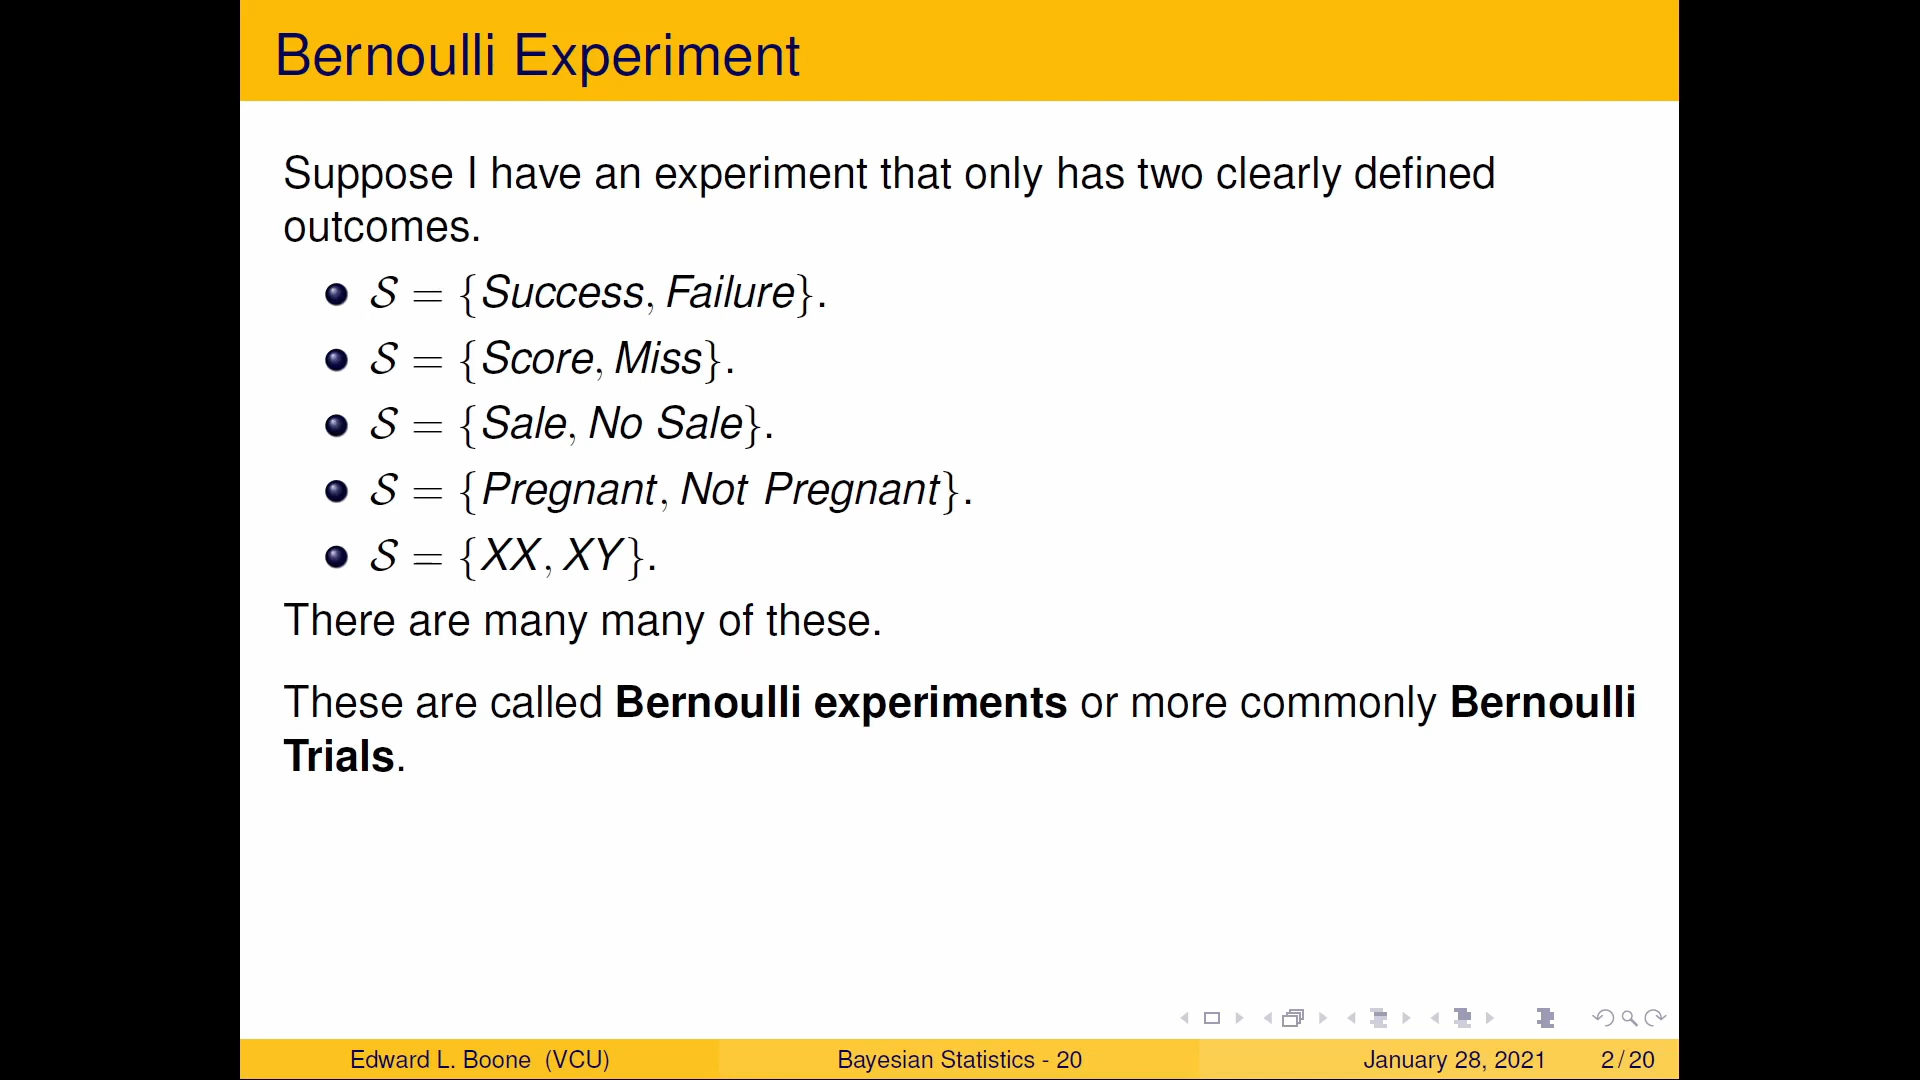 Bernoulli Experiment
Suppose I have an experiment that only has two clearly defined
outcomes.
𝒮 = {Success, Failure}.
𝒮 = {Score, Miss}.
𝒮 = {Sale, No Sale}.
𝒮 = {Pregnant, Not Pregnant}.
𝒮 = {XX, XY}.
There are many many of these.
These are called Bernoulli experiments or more commonly Bernoulli
Trials.
Edward L. Boone (VCU) Bayesian Statistics - 20 January 28, 2021 2 / 20